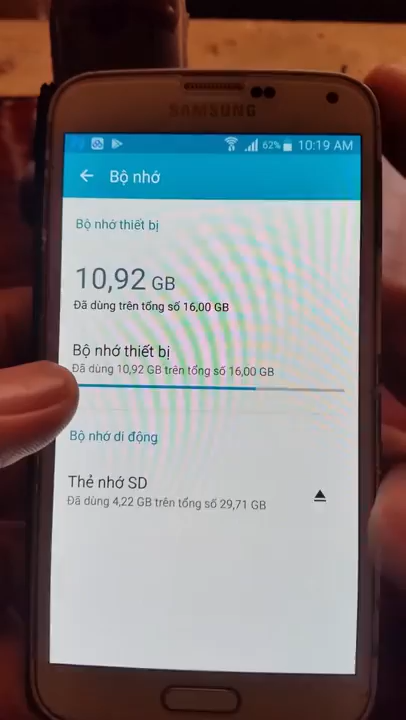 SAMSUNG
62% 10:19 AM
Bộ nhớ
Bộ nhớ thiết bị
10,92 GB
Đã dùng trên tổng số 16,00 GB
Bộ nhớ thiết bị
Đã dùng 10,92 GB trên tổng số 16,00 GB
Bộ nhớ di động
Thẻ nhớ SD
Đã dùng 4,22 GB trên tổng số 29,71 GB